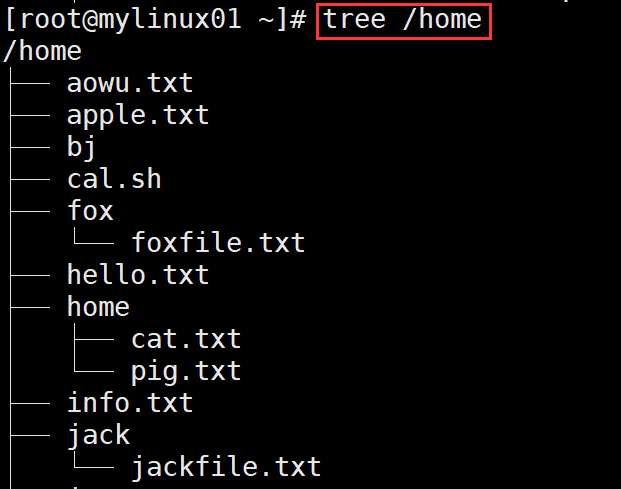 [root@mylinux01 ~]# tree /home
/home
├── aowu.txt
├── apple.txt
├── bj
├── cal.sh
├── fox
│   └── foxfile.txt
├── hello.txt
├── home
│   ├── cat.txt
│   └── pig.txt
├── info.txt
├── jack
│   └── jackfile.txt